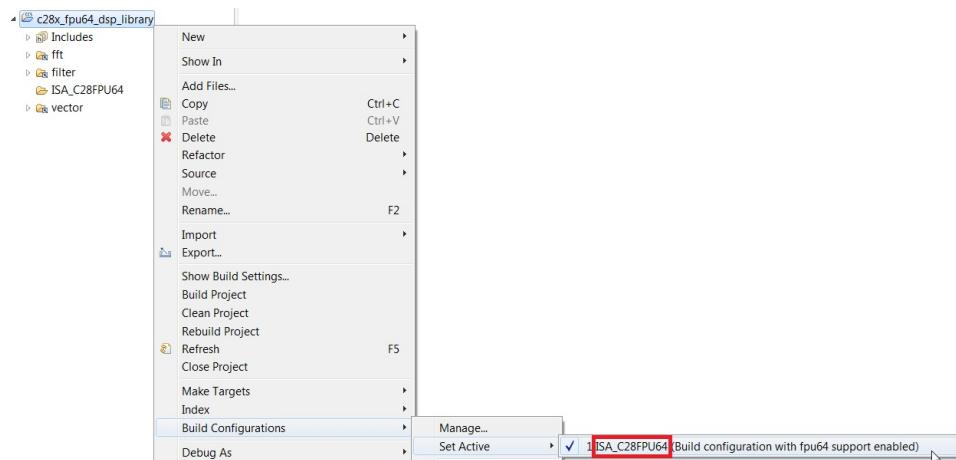 c28x_fpu64_dsp_library
Includes
fft
filter
ISA_C28FPU64
vector
New
Show In
Add Files...
Copy Ctrl+C
Paste Ctrl+V
Delete Delete
Refactor
Source
Move...
Rename... F2
Import
Export...
Show Build Settings...
Build Project
Clean Project
Rebuild Project
Refresh F5
Close Project
Make Targets
Index
Build Configurations
Debug As
Manage...
Set Active
1 ISA_C28FPU64 (Build configuration with fpu64 support enabled)